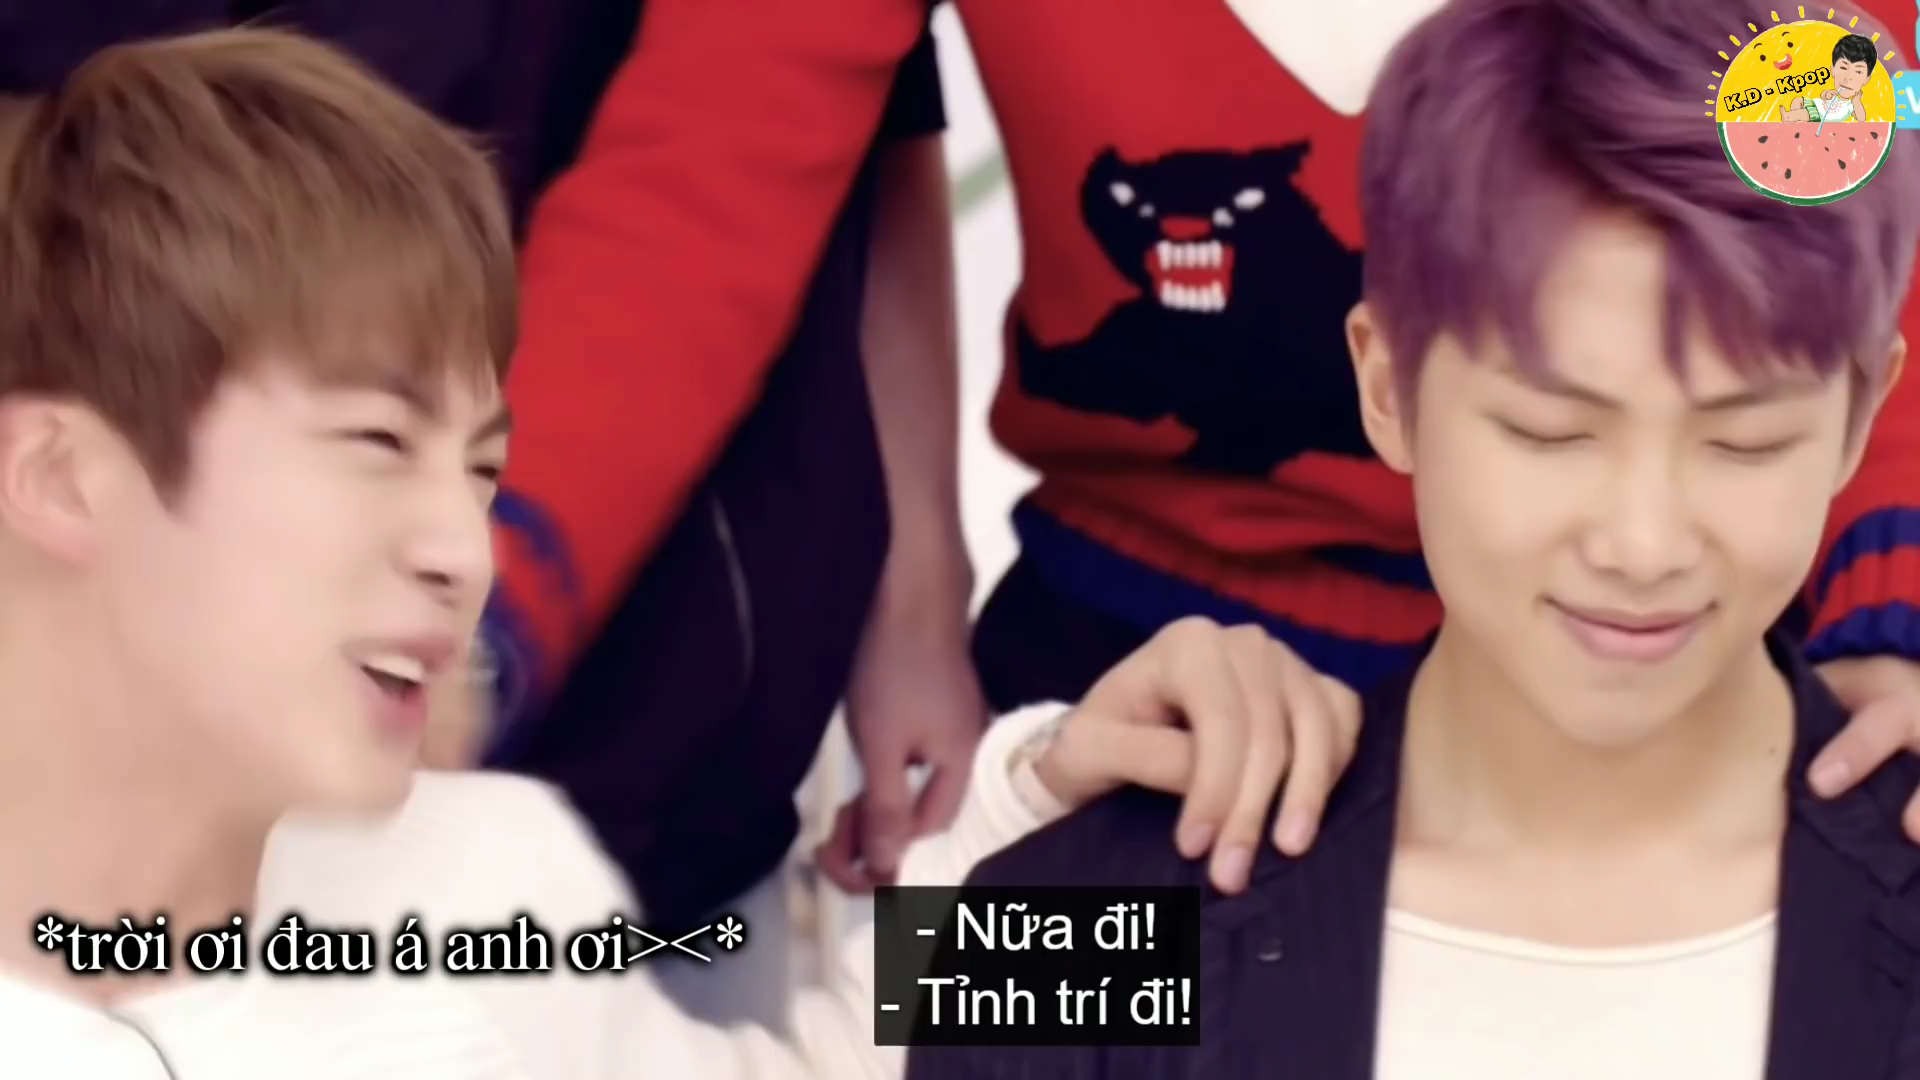 K.D - Kpop
V
*trời ơi đau á anh ơi><*
- Nữa đi!
- Tỉnh trí đi!